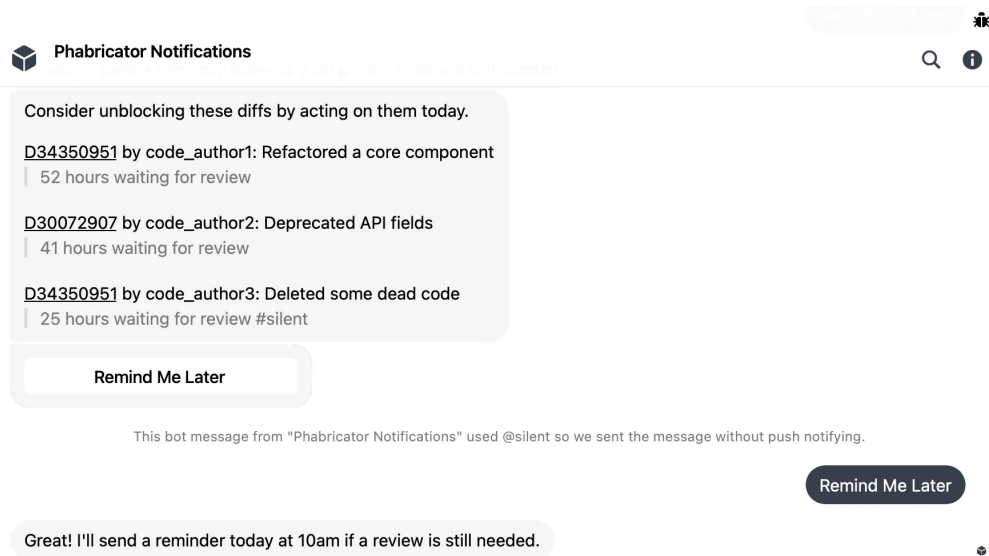 Phabricator Notifications
Consider unblocking these diffs by acting on them today.
D34350951 by code_author1: Refactored a core component
52 hours waiting for review
D30072907 by code_author2: Deprecated API fields
41 hours waiting for review
D34350951 by code_author3: Deleted some dead code
25 hours waiting for review #silent
Remind Me Later
This bot message from "Phabricator Notifications" used @silent so we sent the message without push notifying.
Remind Me Later
Great! I'll send a reminder today at 10am if a review is still needed.